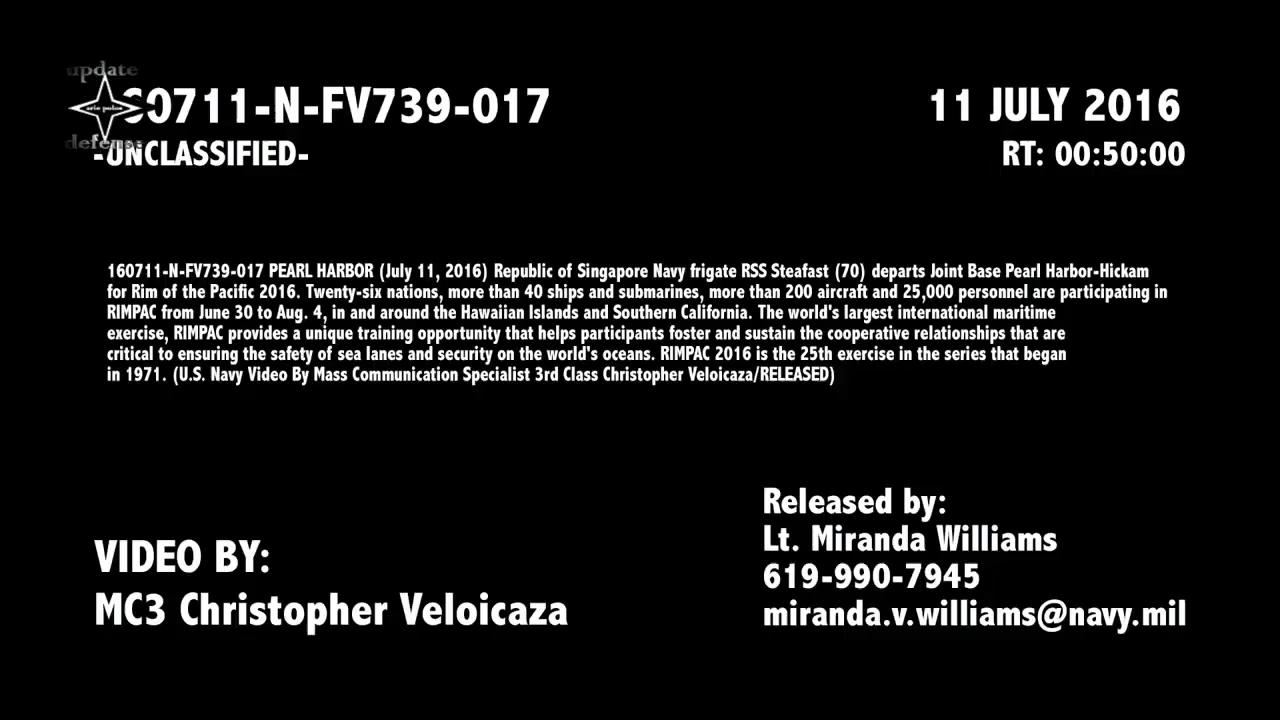 update
160711-N-FV739-017
11 JULY 2016
defense
-UNCLASSIFIED-
RT: 00:50:00
160711-N-FV739-017 PEARL HARBOR (July 11, 2016) Republic of Singapore Navy frigate RSS Steafast (70) departs Joint Base Pearl Harbor-Hickam
for Rim of the Pacific 2016. Twenty-six nations, more than 40 ships and submarines, more than 200 aircraft and 25,000 personnel are participating in
RIMPAC from June 30 to Aug. 4, in and around the Hawaiian Islands and Southern California. The world's largest international maritime
exercise, RIMPAC provides a unique training opportunity that helps participants foster and sustain the cooperative relationships that are
critical to ensuring the safety of sea lanes and security on the world's oceans. RIMPAC 2016 is the 25th exercise in the series that began
in 1971. (U.S. Navy Video By Mass Communication Specialist 3rd Class Christopher Veloicaza/RELEASED)
VIDEO BY:
MC3 Christopher Veloicaza
Released by:
Lt. Miranda Williams
619-990-7945
miranda.v.williams@navy.mil